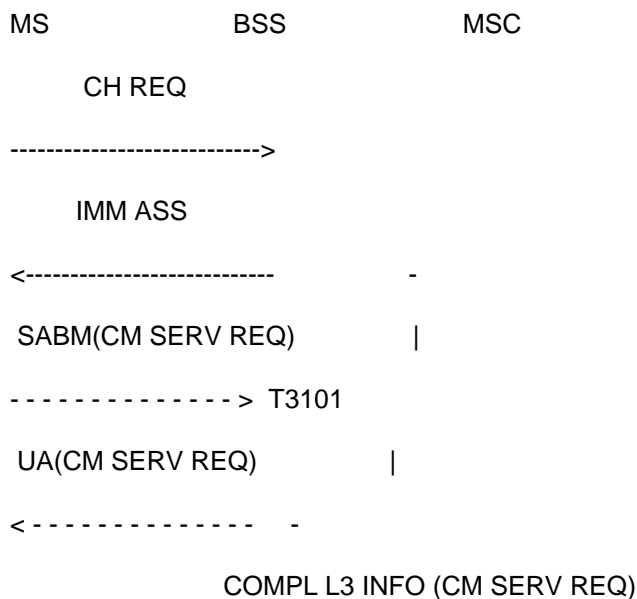 MS BSS MSC
CH REQ
---------------------------->
IMM ASS
<---------------------------- -
SABM(CM SERV REQ) |
- - - - - - - - - - - - - - > T3101
UA(CM SERV REQ) |
< - - - - - - - - - - - - - - -
COMPL L3 INFO (CM SERV REQ)